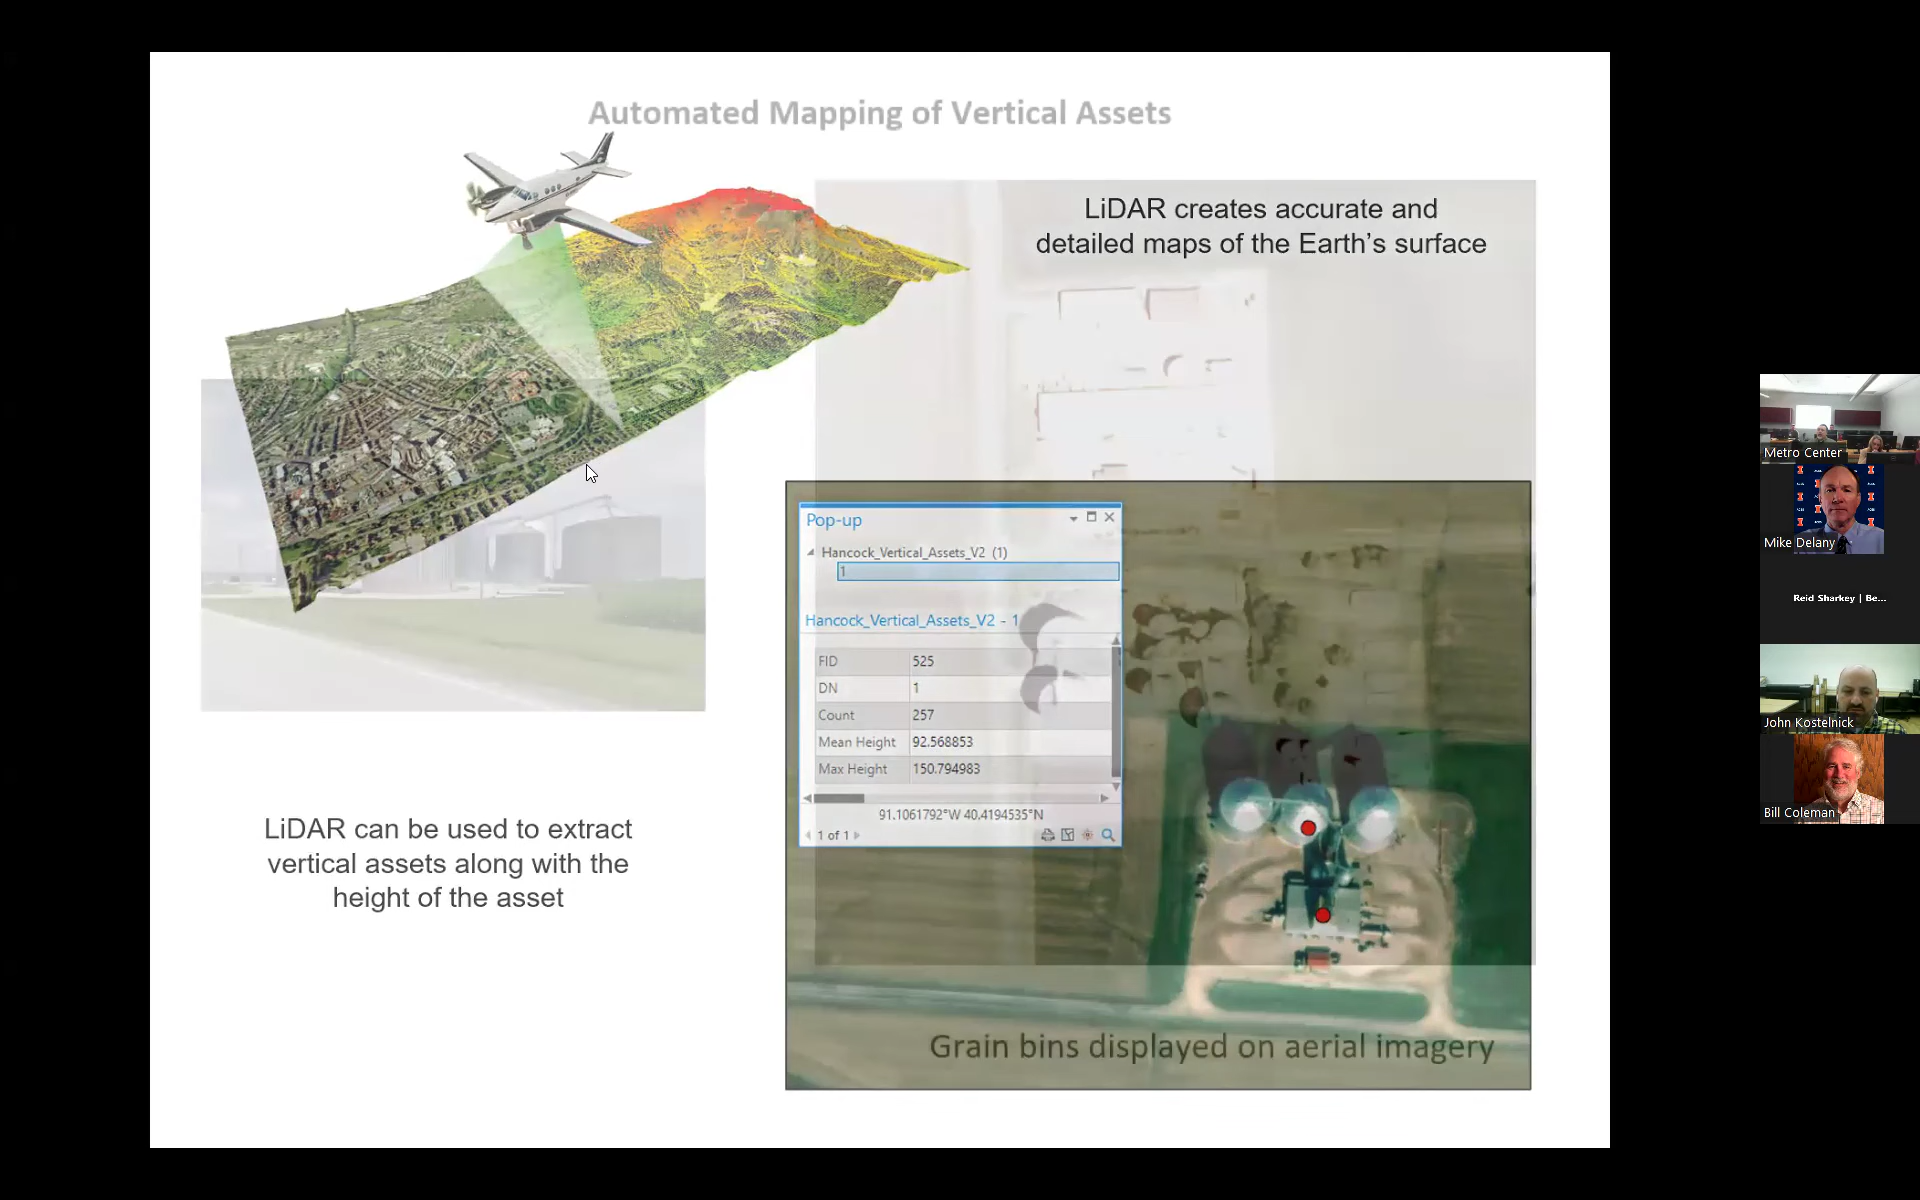 Automated Mapping of Vertical Assets
LiDAR creates accurate and
detailed maps of the Earth's surface
Pop-up
Hancock_Vertical_Assets_V2 (1)
1
Hancock_Vertical_Assets_V2 - 1
FID 525
DN 1
Count 257
Mean Height 92.568853
Max Height 150.794983
91.1061792°W 40.4194535°N
1 of 1
LiDAR can be used to extract
vertical assets along with the
height of the asset
Grain bins displayed on aerial imagery
Metro Center
Mike Delany
Reid Sharkey | Be...
John Kostelnick
Bill Coleman